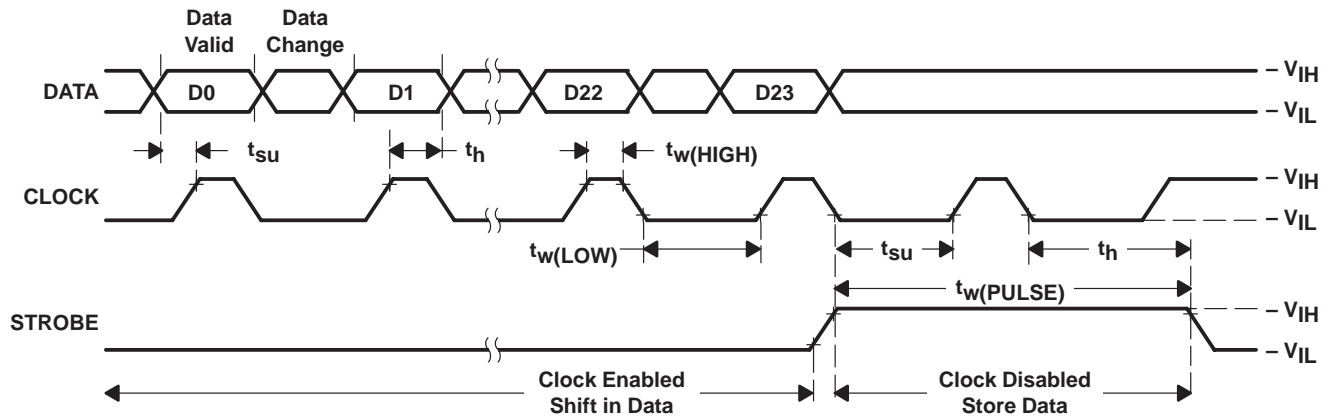 Data Valid
Data Change
DATA
D0
D1
D22
D23
– VIH
– VIL
tsu
th
tw(HIGH)
CLOCK
– VIH
– VIL
tw(LOW)
tsu
th
tw(PULSE)
STROBE
– VIH
– VIL
Clock Enabled
Shift in Data
Clock Disabled
Store Data